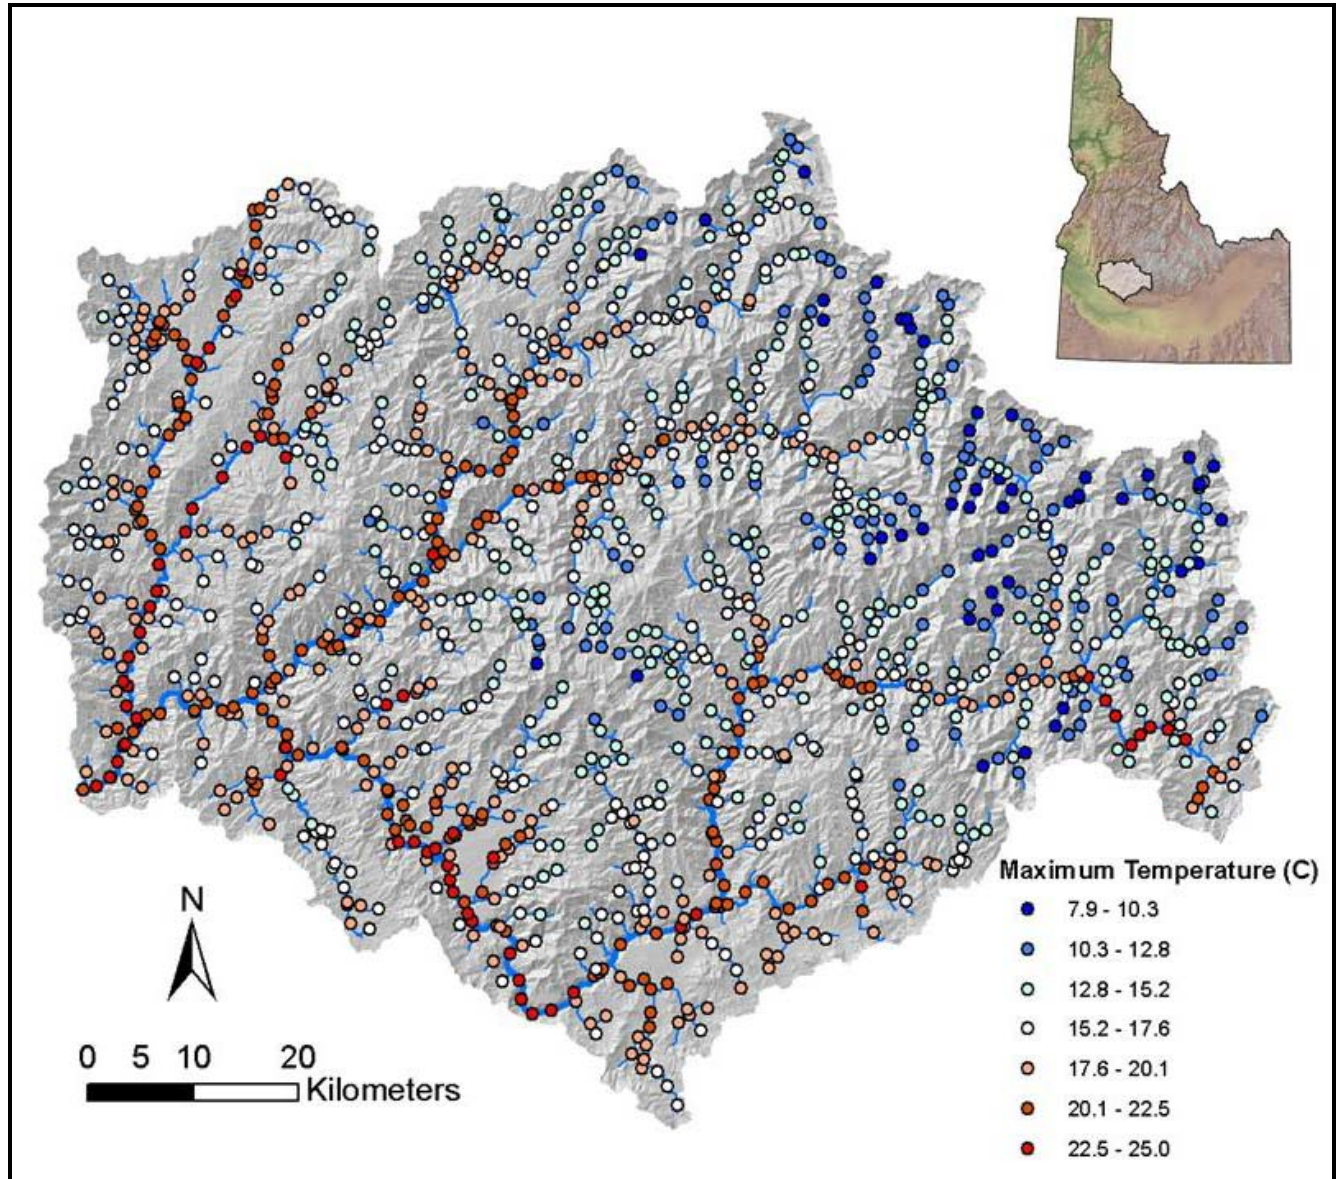 Maximum Temperature (C)
7.9 - 10.3
10.3 - 12.8
12.8 - 15.2
15.2 - 17.6
17.6 - 20.1
20.1 - 22.5
22.5 - 25.0
N
0 5 10 20
Kilometers